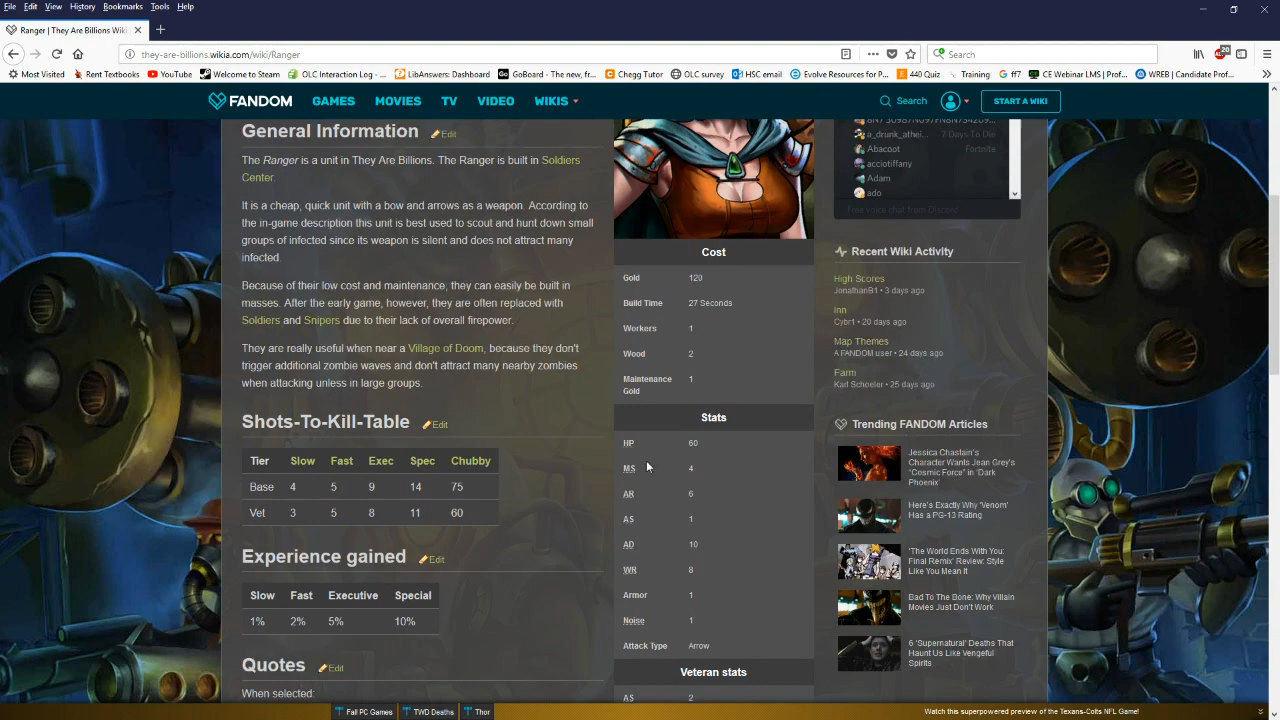 File Edit View History Bookmarks Tools Help
Ranger | They Are Billions Wiki
they-are-billions.wikia.com/wiki/Ranger
Search
20
Most Visited Rent Textbooks YouTube Welcome to Steam OLC Interaction Log - ... LibAnswers: Dashboard GoBoard - The new, fr... Chegg Tutor OLC survey HSC email Evolve Resources for P... 440 Quiz Training ff7 CE Webinar LMS | Prof... WREB | Candidate Prof...
FANDOM GAMES MOVIES TV VIDEO WIKIS Search START A WIKI
General Information Edit
The Ranger is a unit in They Are Billions. The Ranger is built in Soldiers
Center.
It is a cheap, quick unit with a bow and arrows as a weapon. According to
the in-game description this unit is best used to scout and hunt down small
groups of infected since its weapon is silent and does not attract many
infected.
Because of their low cost and maintenance, they can easily be built in
masses. After the early game, however, they are often replaced with
Soldiers and Snipers due to their lack of overall firepower.
They are really useful when near a Village of Doom, because they don't
trigger additional zombie waves and don't attract many nearby zombies
when attacking unless in large groups.
Shots-To-Kill-Table Edit
Tier Slow Fast Exec Spec Chubby
Base 4 5 9 14 75
Vet 3 5 8 11 60
Experience gained Edit
Slow Fast Executive Special
1% 2% 5% 10%
Quotes Edit
When selected:
Cost
Gold 120
Build Time 27 Seconds
Workers 1
Wood 2
Maintenance
Gold 1
Stats
HP 60
MS 4
AR 6
AS 1
AD 10
WR 8
Armor 1
Noise 1
Attack Type Arrow
Veteran stats
AS 2
a_drunk_athei... 7 Days To Die
Abacoot Fortnite
acciotiffany
Adam
ado
Free voice chat from Discord
Recent Wiki Activity
High Scores
JonathanB1 • 3 days ago
Inn
Cybr1 • 20 days ago
Map Themes
A FANDOM user • 24 days ago
Farm
Karl Schoeler • 25 days ago
Trending FANDOM Articles
Jessica Chastain's
Character Wants Jean Grey's
"Cosmic Force" in 'Dark
Phoenix'
Here's Exactly Why 'Venom'
Has a PG-13 Rating
'The World Ends With You:
Final Remix' Review: Style
Like You Mean It
Bad To The Bone: Why Villain
Movies Just Don't Work
6 'Supernatural' Deaths That
Haunt Us Like Vengeful
Spirits
Fall PC Games TWD Deaths Thor
Watch this superpowered preview of the Texans-Colts NFL Game!